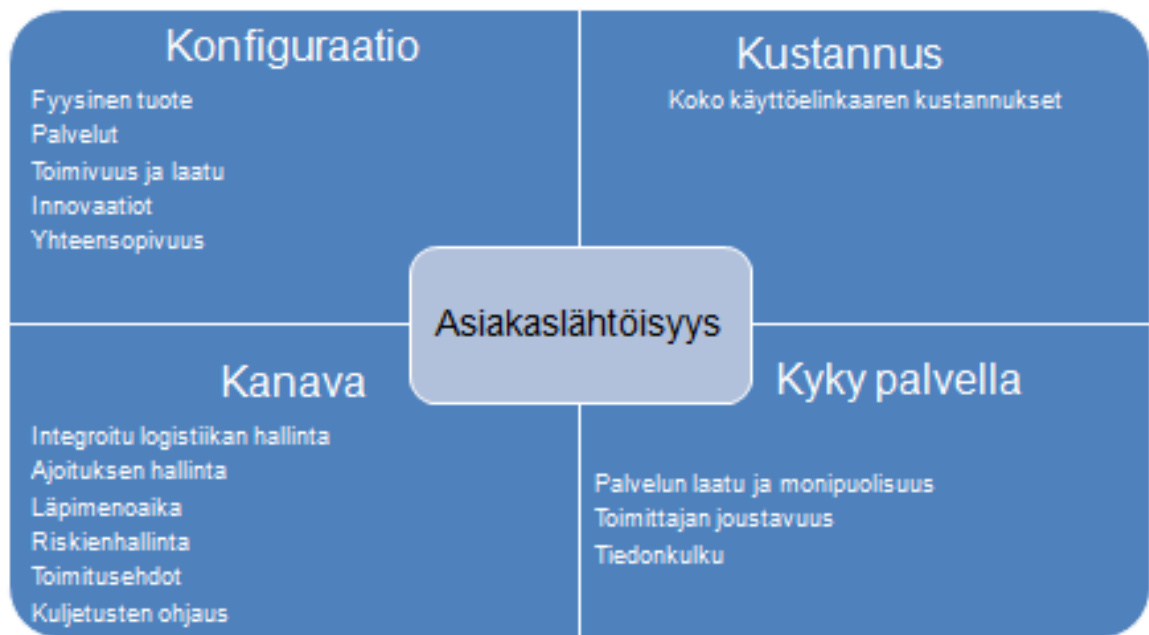 Konfiguraatio
Fyysinen tuote
Palvelut
Toimivuus ja laatu
Innovaatiot
Yhteensopivuus
Kustannus
Koko käyttöelinkaaren kustannukset
Asiakaslähtöisyys
Kanava
Integroitu logistiikan hallinta
Ajoituksen hallinta
Läpimenoaika
Riskienhallinta
Toimitusehdot
Kuljetusten ohjaus
Kyky palvella
Palvelun laatu ja monipuolisuus
Toimittajan joustavuus
Tiedonkulku